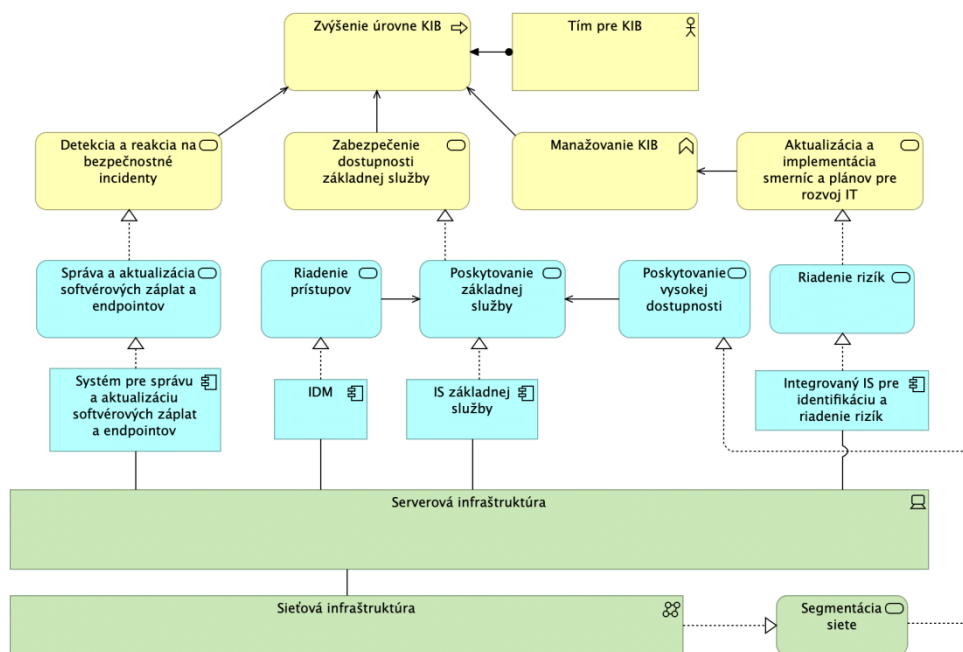 Zvýšenie úrovne KIB
Tím pre KIB
Detekcia a reakcia na
bezpečnostné
incidenty
Zabezpečenie
dostupnosti
základnej služby
Manažovanie KIB
Aktualizácia a
implementácia
smerníc a plánov pre
rozvoj IT
Správa a aktualizácia
softvérových záplat a
endpointov
Riadenie
prístupov
Poskytovanie
základnej
služby
Poskytovanie
vysokej
dostupnosti
Riadenie rizík
Systém pre správu
a aktualizáciu
softvérových záplat
a endpointov
IDM
IS základnej
služby
Integrovaný IS pre
identifikáciu a
riadenie rizík
Serverová infraštruktúra
Sieťová infraštruktúra
Segmentácia
siete